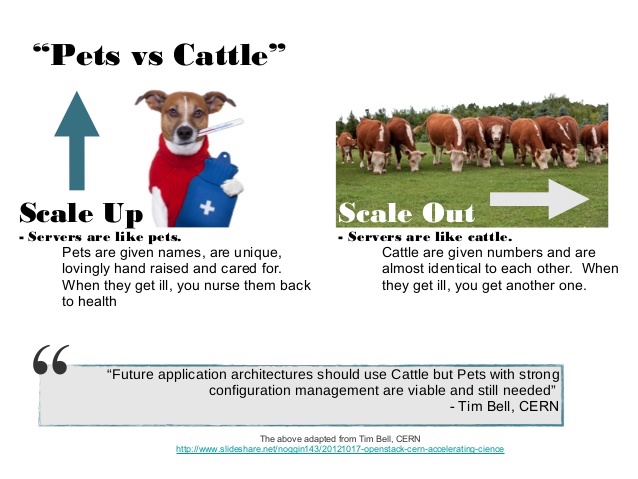 “Pets vs Cattle”
Scale Up
- Servers are like pets.
Pets are given names, are unique,
lovingly hand raised and cared for.
When they get ill, you nurse them back
to health
Scale Out
- Servers are like cattle.
Cattle are given numbers and are
almost identical to each other.  When
they get ill, you get another one.
“
“Future application architectures should use Cattle but Pets with strong
configuration management are viable and still needed”
- Tim Bell, CERN
The above adapted from Tim Bell, CERN
http://www.slideshare.net/noggin143/20121017-openstack-cern-accelerating-cience